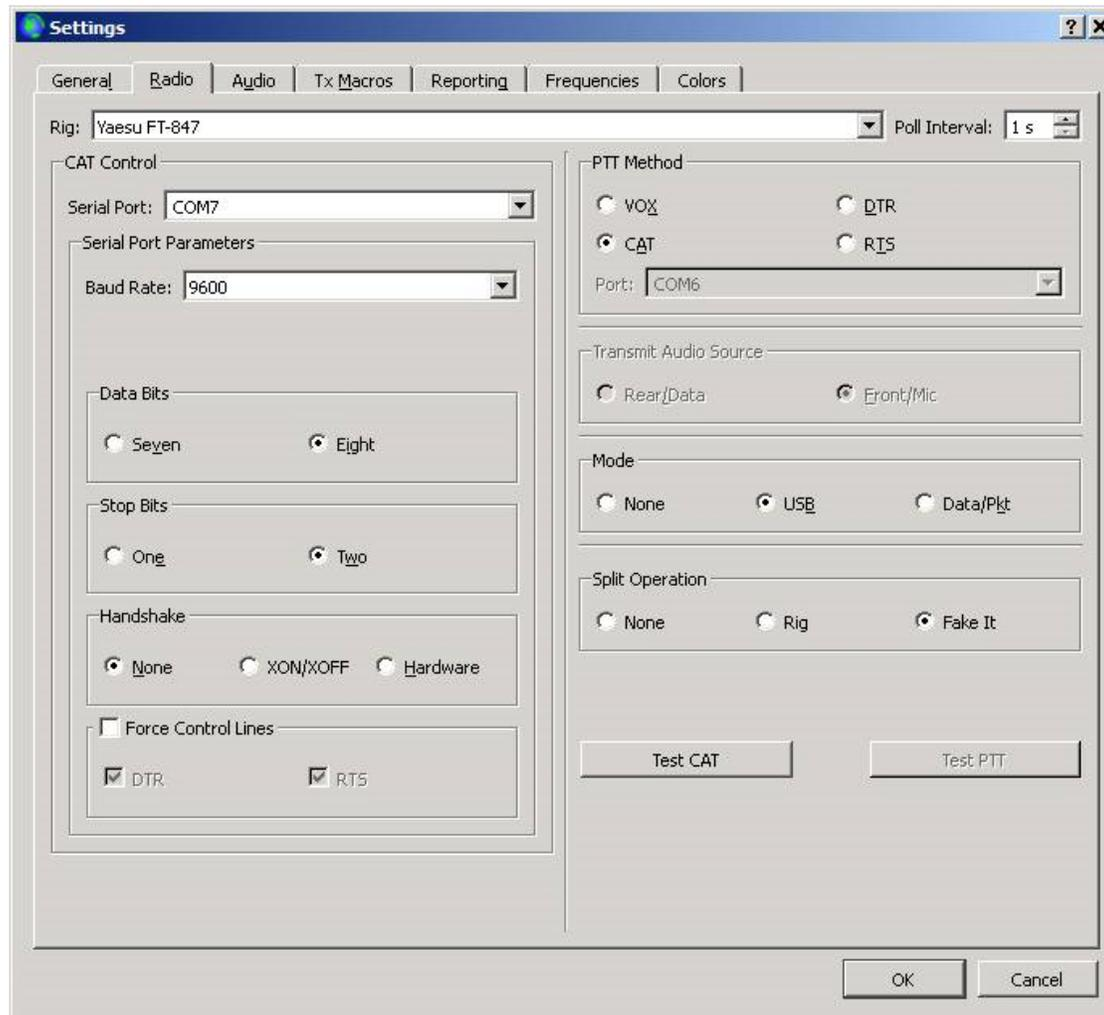 Settings
General Radio Audio Tx Macros Reporting Frequencies Colors
Rig: Yaesu FT-847 Poll Interval: 1 s
CAT Control
Serial Port: COM7
Serial Port Parameters
Baud Rate: 9600
Data Bits
Seven Eight
Stop Bits
One Two
Handshake
None XON/XOFF Hardware
Force Control Lines
DTR RTS
PTT Method
VOX DTR
CAT RTS
Port: COM6
Transmit Audio Source
Rear/Data Front/Mic
Mode
None USB Data/Pkt
Split Operation
None Rig Fake It
Test CAT Test PTT
OK Cancel